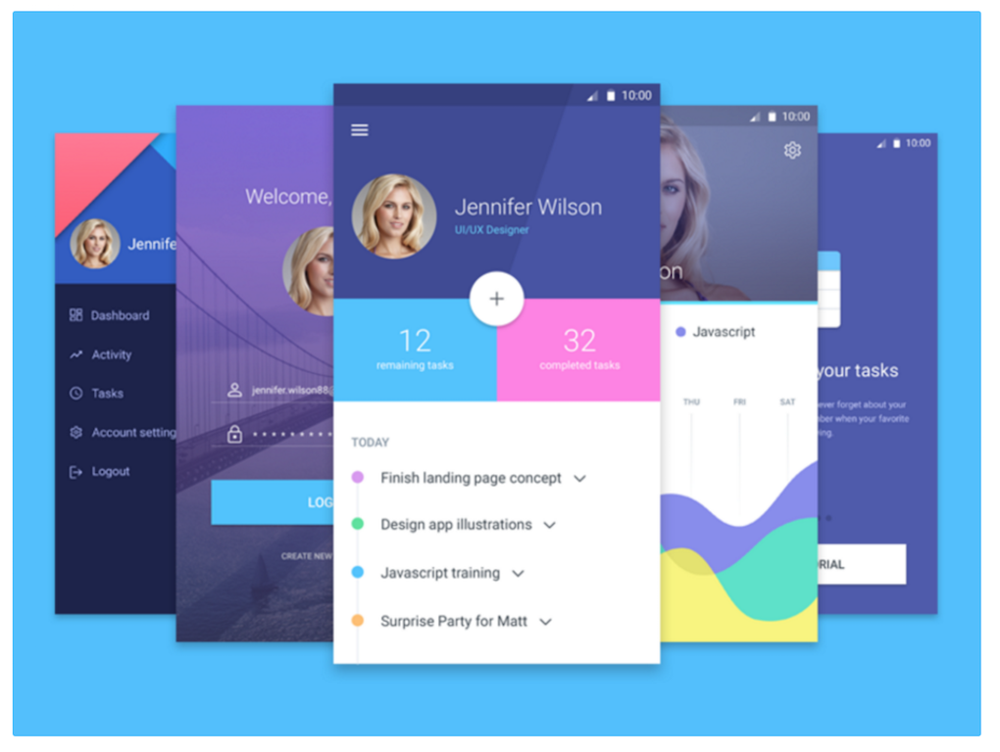 Jennife
Dashboard
Activity
Tasks
Account setting
Logout
Welcome,
jennifer.wilson88@
LOG
CREATE NEW
10:00
Jennifer Wilson
UI/UX Designer
+
12
remaining tasks
32
completed tasks
TODAY
Finish landing page concept
Design app illustrations
Javascript training
Surprise Party for Matt
10:00
on
Javascript
THU FRI SAT
10:00
your tasks
ever forget about your
ber when your favorite
ng.
RIAL